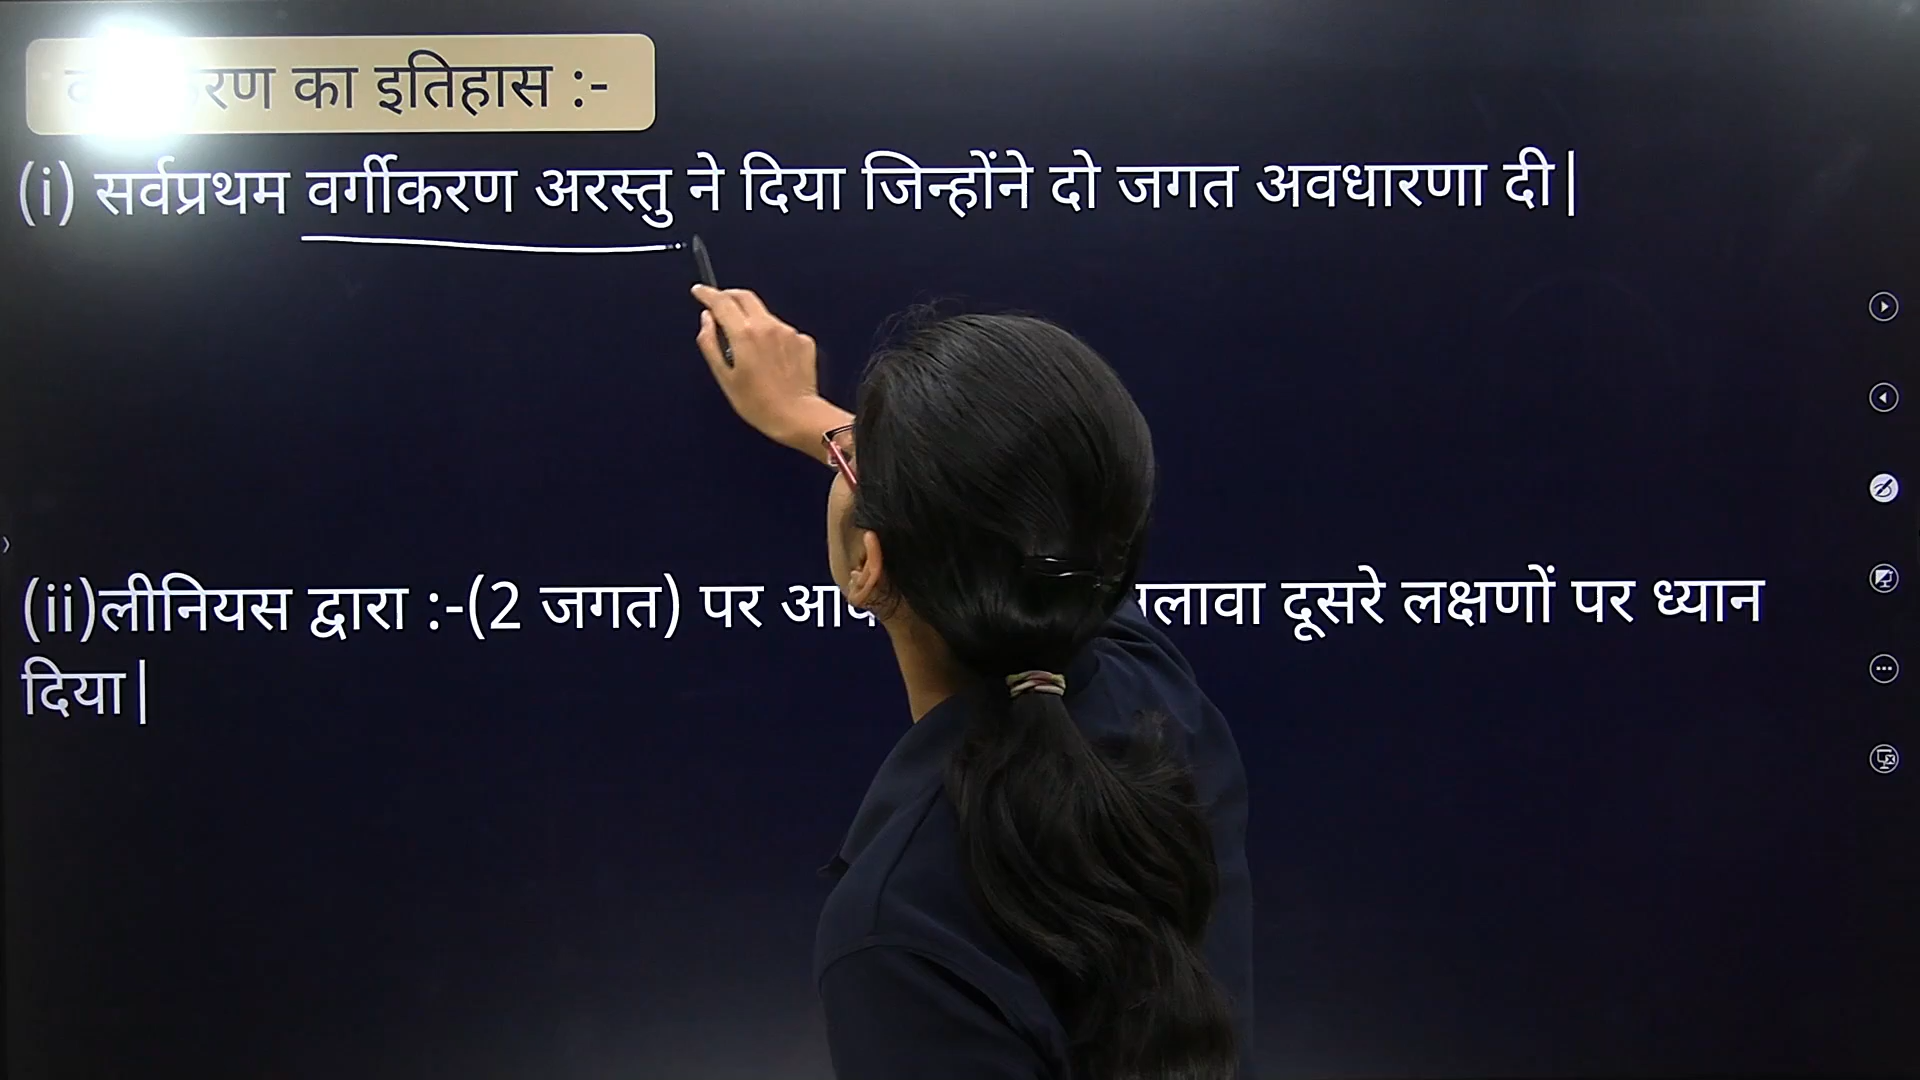 का इतिहास :-
(i) सर्वप्रथम वर्गीकरण अरस्तु ने दिया जिन्होंने दो जगत अवधारणा दी|
(ii)लीनियस द्वारा :-(2 जगत) पर दूसरे लक्षणों पर ध्यान
दिया|